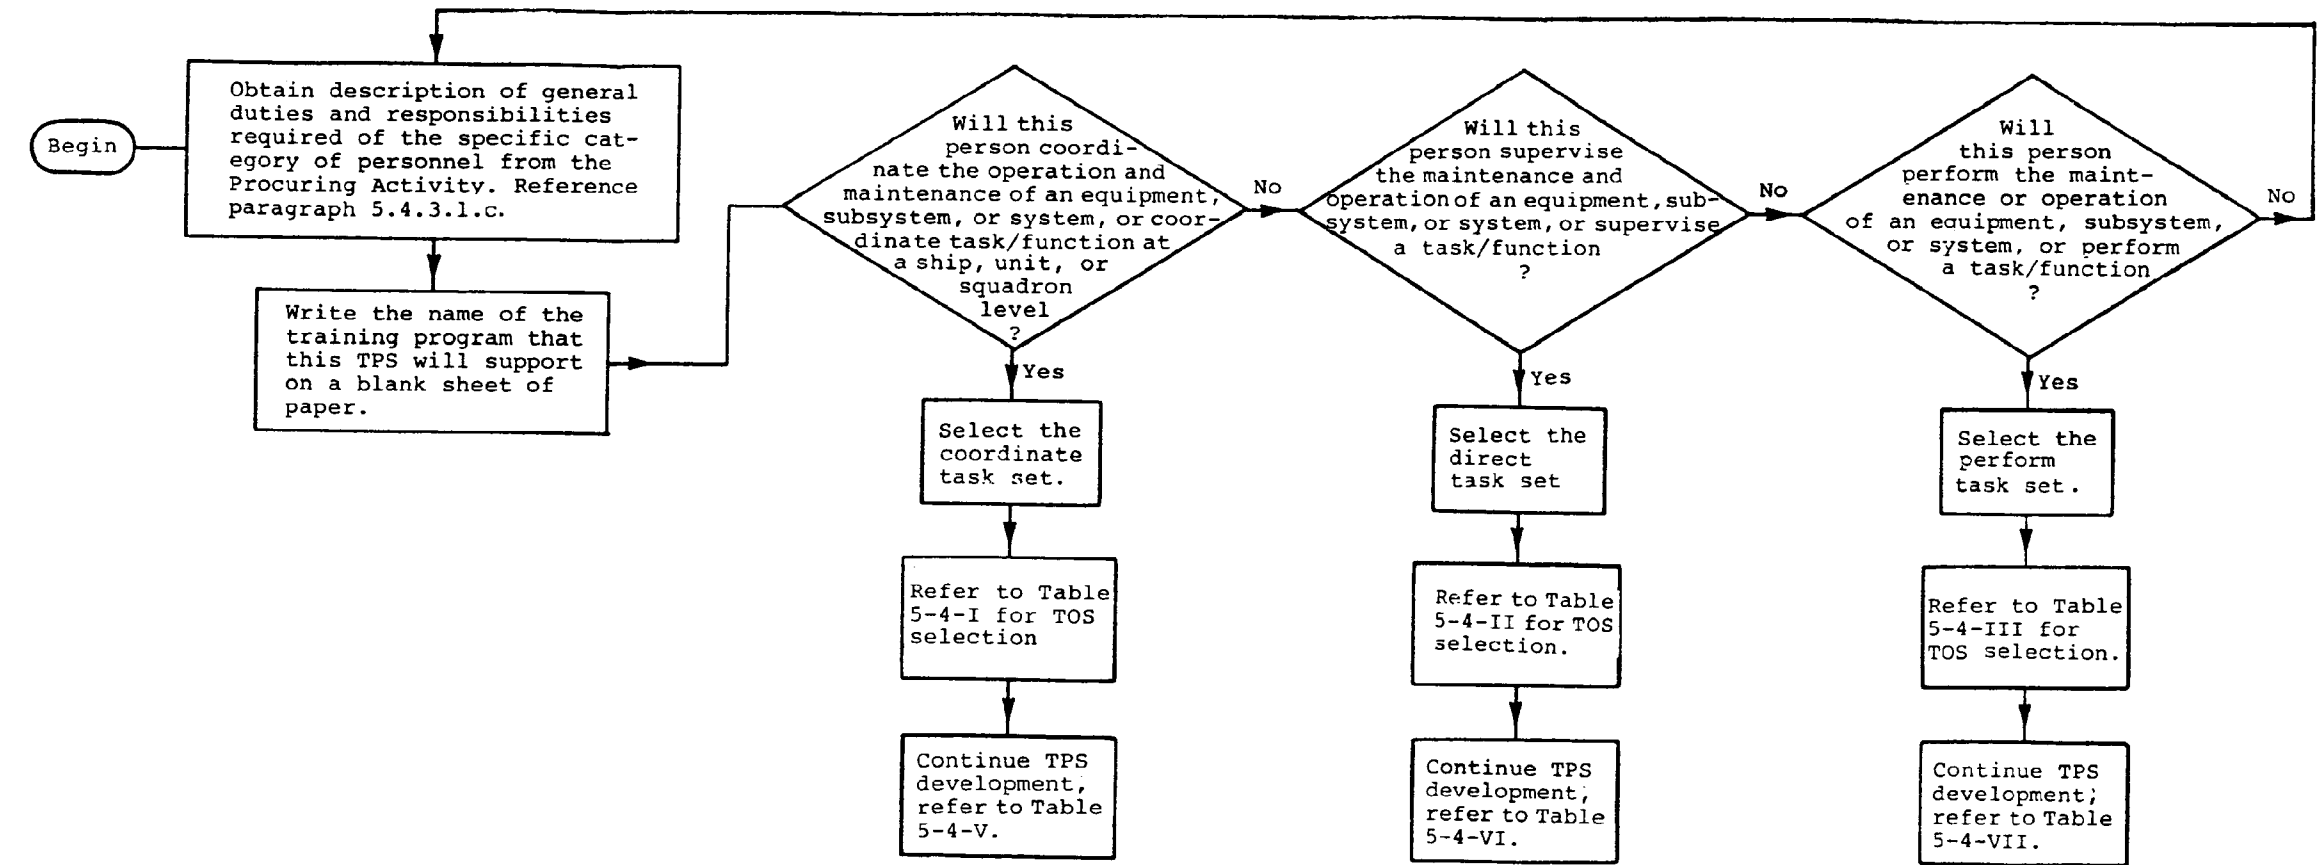 Begin
Obtain description of general
duties and responsibilities
required of the specific cat-
egory of personnel from the
Procuring Activity. Reference
paragraph 5.4.3.1.c.
Write the name of the
training program that
this TPS will support
on a blank sheet of
paper.
Will this
person coordi-
nate the operation and
maintenance of an equipment,
subsystem, or system, or coor-
dinate task/function at
a ship, unit, or
squadron
level
?
No
Yes
Select the
coordinate
task set.
Refer to Table
5-4-I for TOS
selection
Continue TPS
development,
refer to Table
5-4-V.
Will this
person supervise
the maintenance and
operation of an equipment, sub-
system, or system, or supervise
a task/function
?
No
Yes
Select the
direct
task set
Refer to Table
5-4-II for TOS
selection.
Continue TPS
development,
refer to Table
5-4-VI.
Will
this person
perform the maint-
enance or operation
of an equipment, subsystem,
or system, or perform
a task/function
?
No
Yes
Select the
perform
task set.
Refer to Table
5-4-III for
TOS selection.
Continue TPS
development,
refer to Table
5-4-VII.